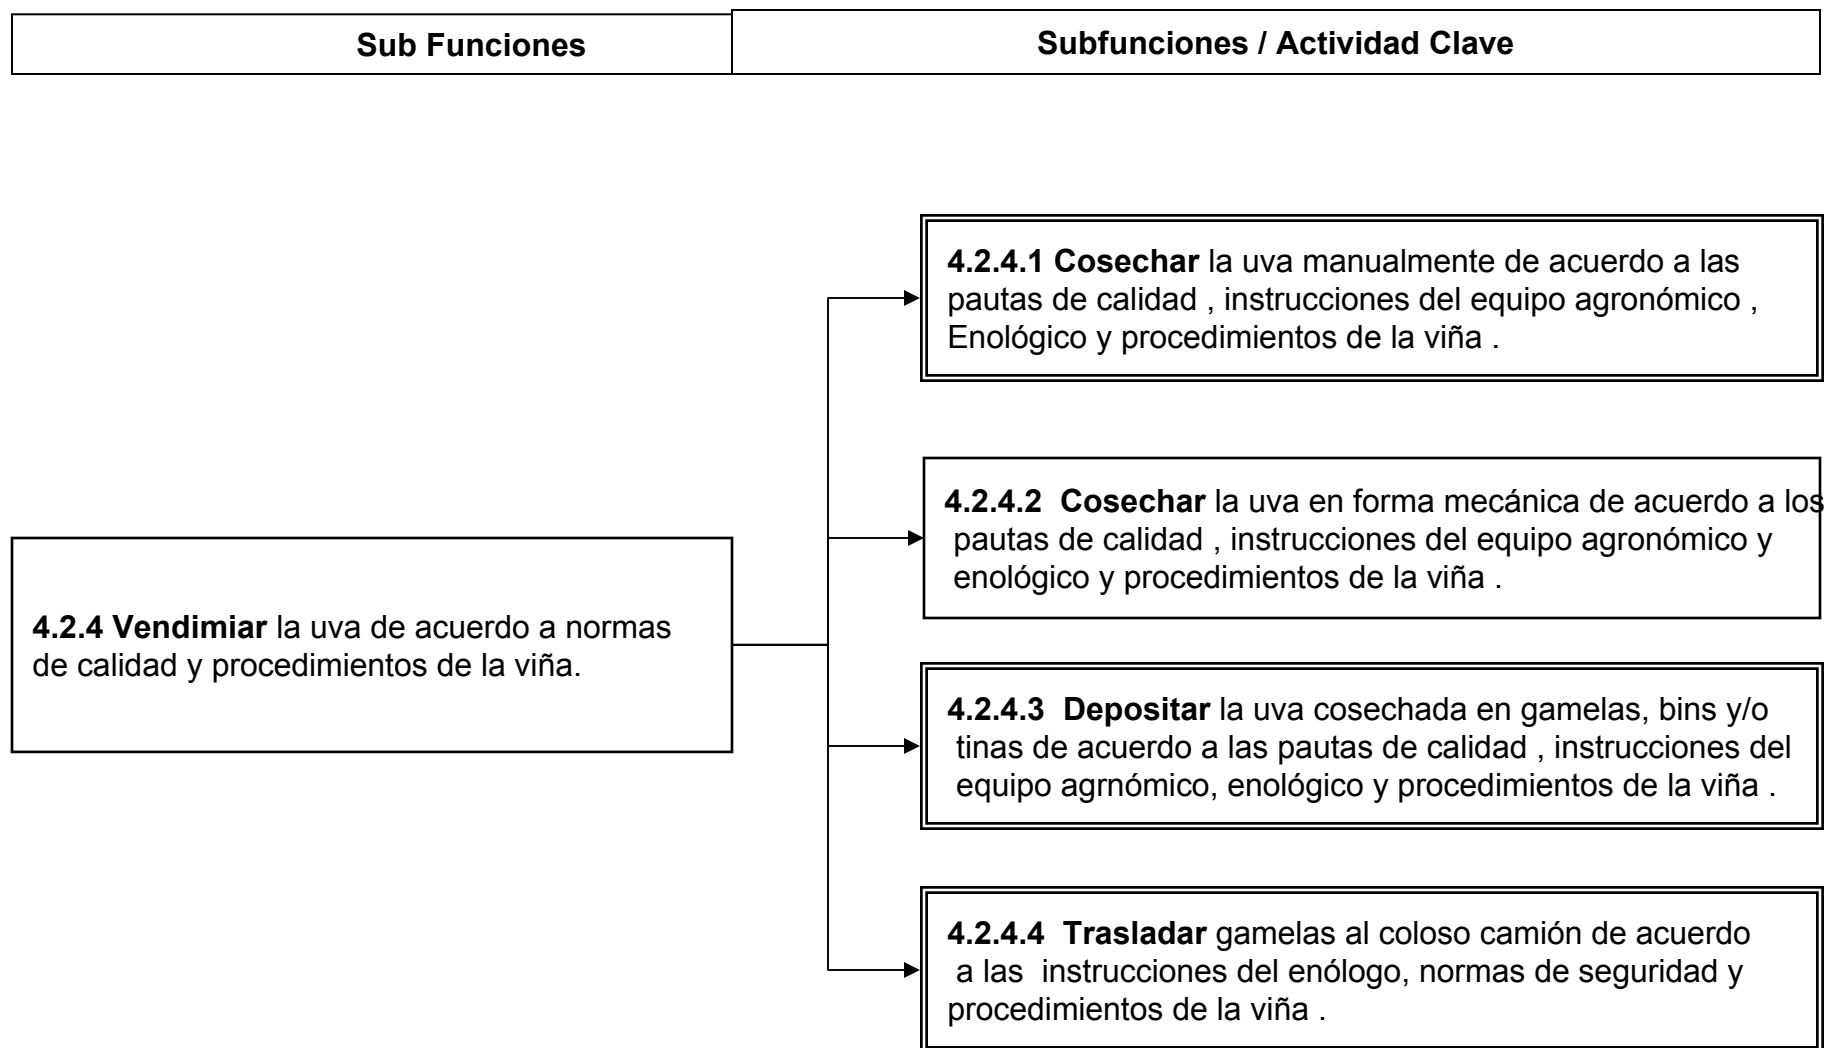 Sub Funciones
Subfunciones / Actividad Clave
4.2.4.1 Cosechar la uva manualmente de acuerdo a las
pautas de calidad , instrucciones del equipo agronómico ,
Enológico y procedimientos de la viña .
4.2.4.2 Cosechar la uva en forma mecánica de acuerdo a los
pautas de calidad , instrucciones del equipo agronómico y
enológico y procedimientos de la viña .
4.2.4 Vendimiar la uva de acuerdo a normas
de calidad y procedimientos de la viña.
4.2.4.3 Depositar la uva cosechada en gamelas, bins y/o
tinas de acuerdo a las pautas de calidad , instrucciones del
equipo agrnómico, enológico y procedimientos de la viña .
4.2.4.4 Trasladar gamelas al coloso camión de acuerdo
a las instrucciones del enólogo, normas de seguridad y
procedimientos de la viña .